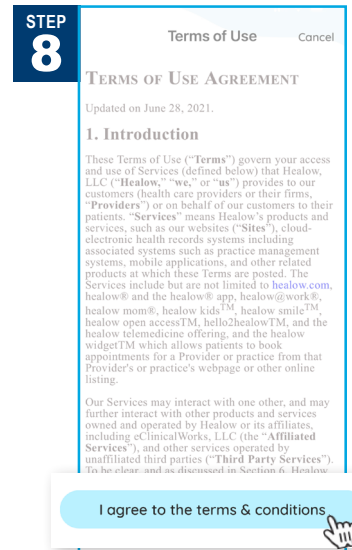 STEP
8
Terms of Use Cancel
TERMS OF USE AGREEMENT
Updated on June 28, 2021.
1. Introduction
These Terms of Use (“Terms”) govern your access
and use of Services (defined below) that Healow,
LLC (“Healow,” “we,” or “us”) provides to our
customers (health care providers or their firms,
“Providers”) or on behalf of our customers to their
patients. “Services” means Healow’s products and
services, such as our websites (“Sites”), cloud-
electronic health records systems including
associated systems such as practice management
systems, mobile applications, and other related
products at which these Terms are posted. The
Services include but are not limited to healow.com,
healow® and the healow® app, healow@work®,
healow mom®, healow kidsTM, healow smileTM,
healow open accessTM, hello2healowTM, and the
healow telemedicine offering, and the healow
widgetTM which allows patients to book
appointments for a Provider or practice from that
Provider's or practice's webpage or other online
listing.
Our Services may interact with one other, and may
further interact with other products and services
owned and operated by Healow or its affiliates,
including eClinicalWorks, LLC (the “Affiliated
Services”), and other services operated by
unaffiliated third parties (“Third Party Services”).
To be clear, and as discussed in Section 6, Healow
I agree to the terms & conditions